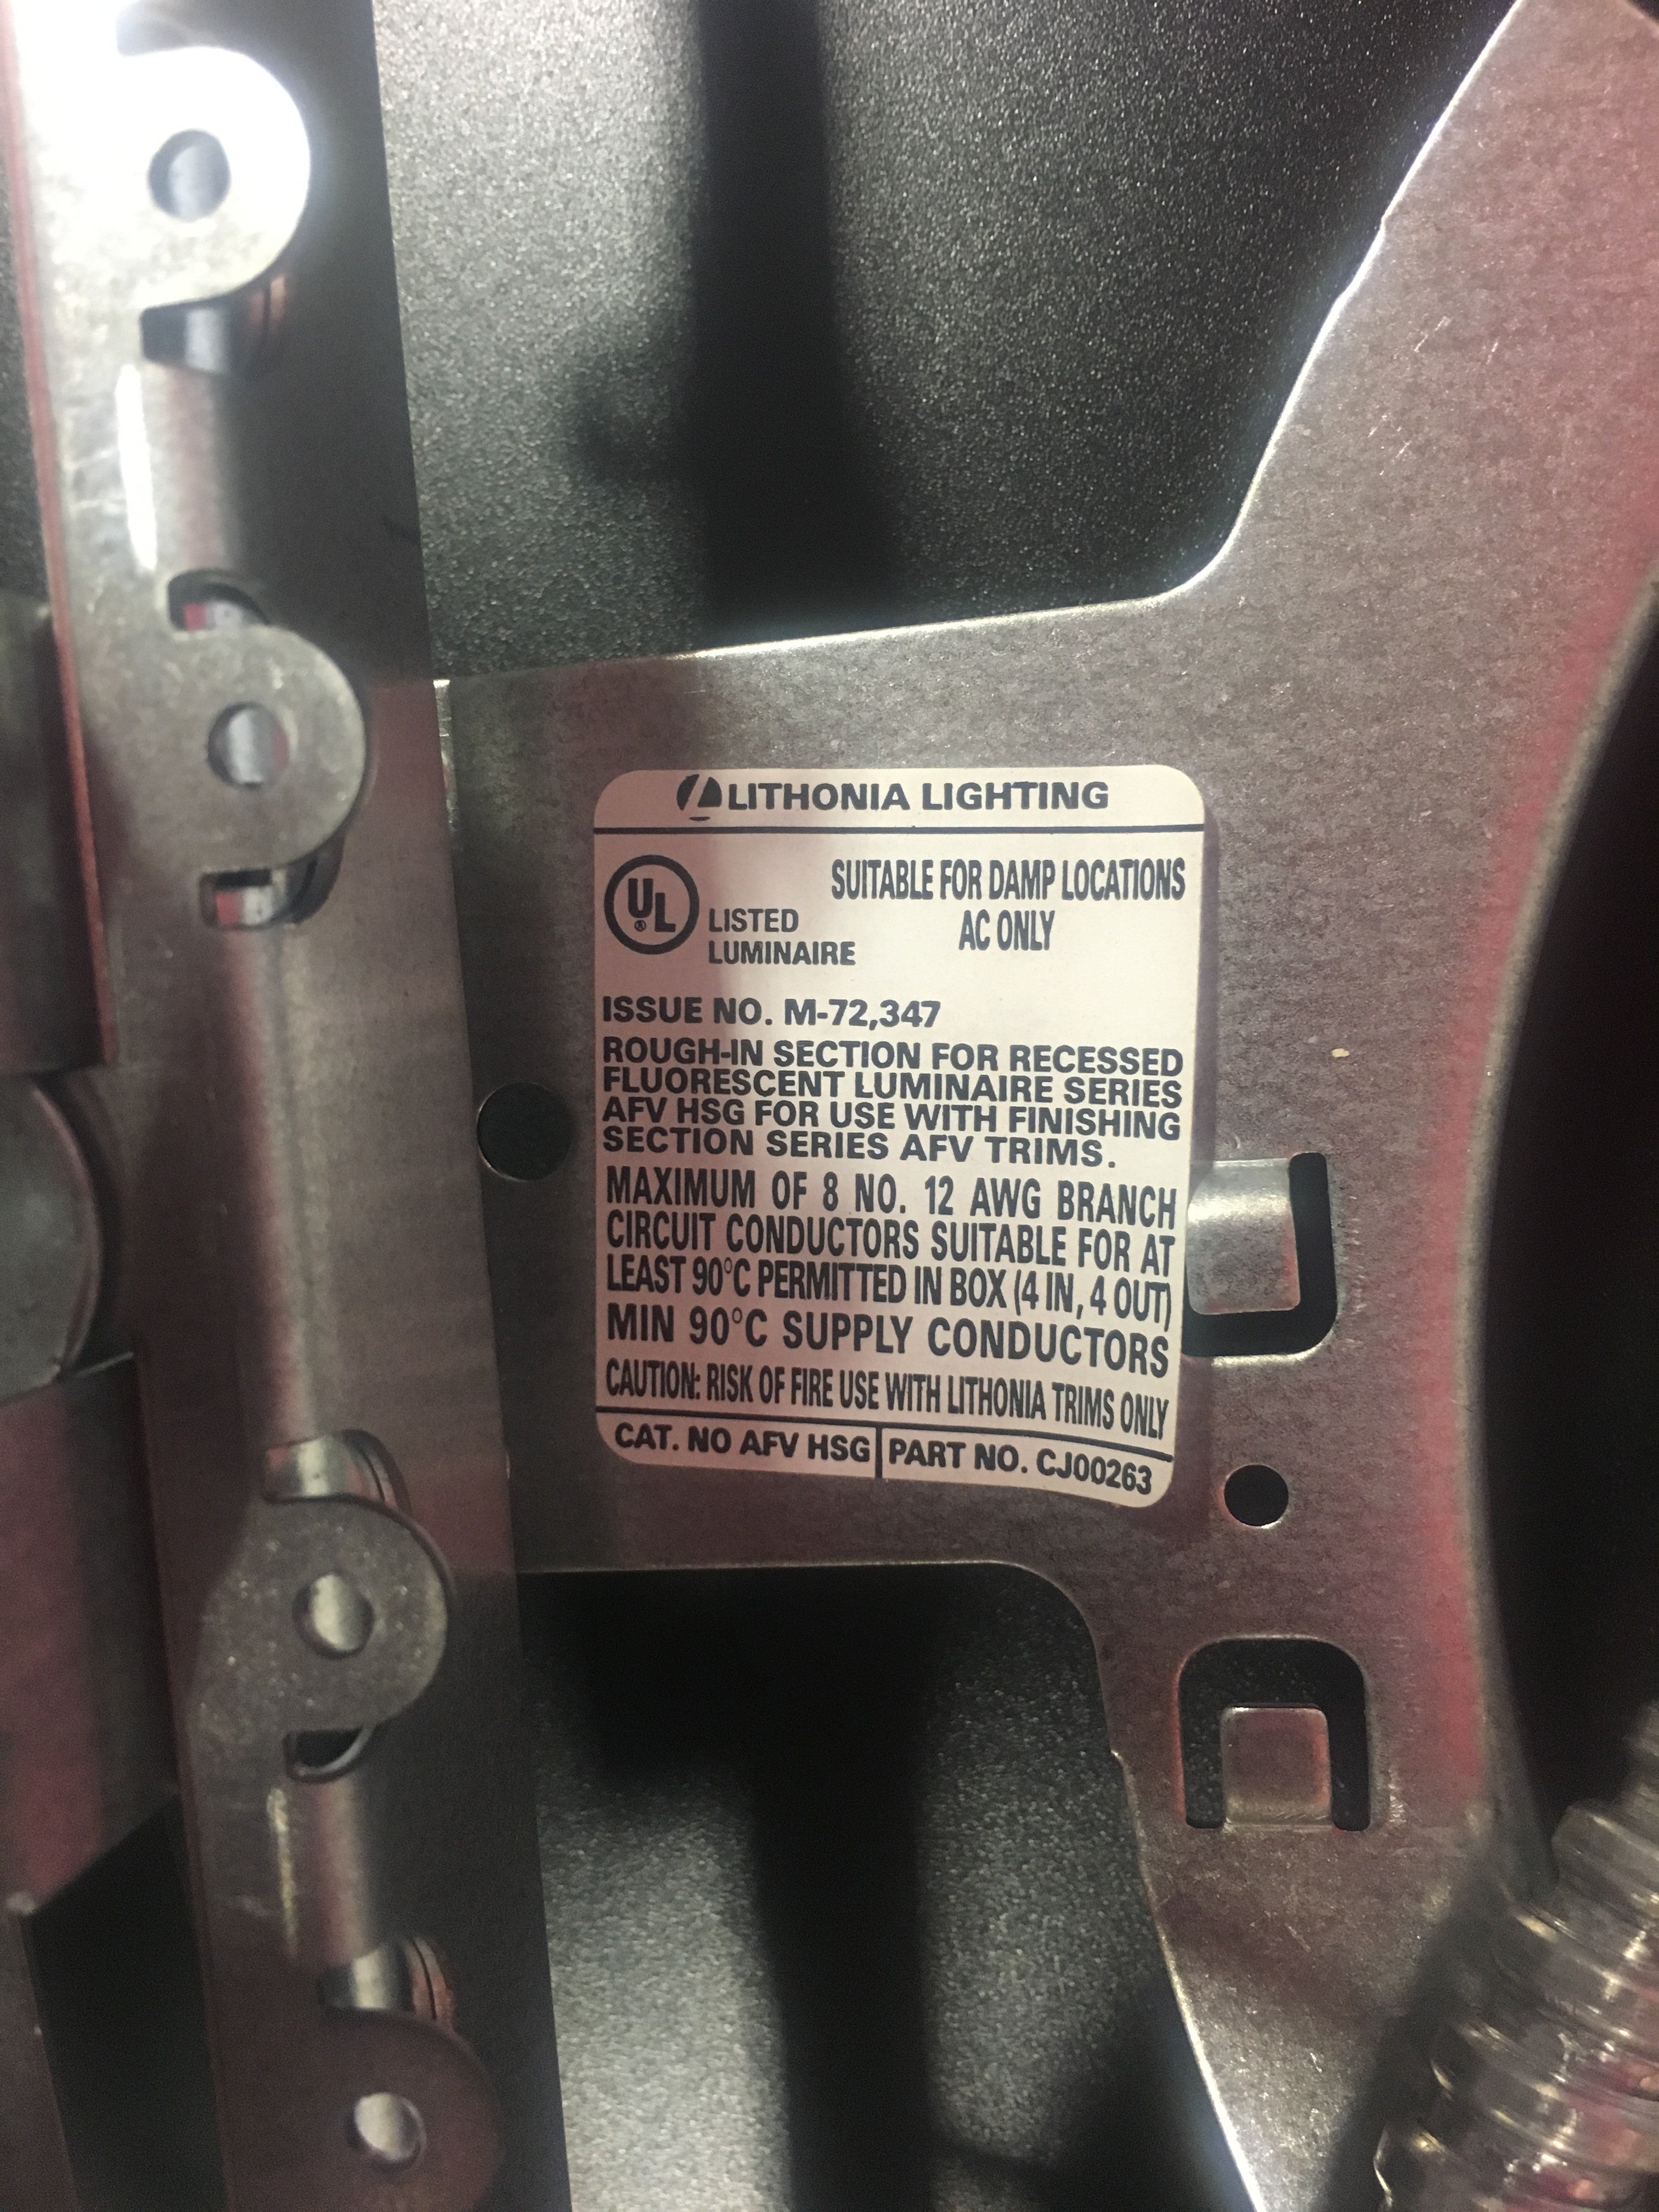 LITHONIA LIGHTING
UL
®
LISTED
LUMINAIRE
SUITABLE FOR DAMP LOCATIONS
AC ONLY
ISSUE NO. M-72,347
ROUGH-IN SECTION FOR RECESSED
FLUORESCENT LUMINAIRE SERIES
AFV HSG FOR USE WITH FINISHING
SECTION SERIES AFV TRIMS.
MAXIMUM OF 8 NO. 12 AWG BRANCH
CIRCUIT CONDUCTORS SUITABLE FOR AT
LEAST 90°C PERMITTED IN BOX (4 IN, 4 OUT)
MIN 90°C SUPPLY CONDUCTORS
CAUTION: RISK OF FIRE USE WITH LITHONIA TRIMS ONLY
CAT. NO AFV HSG PART NO. CJ00263